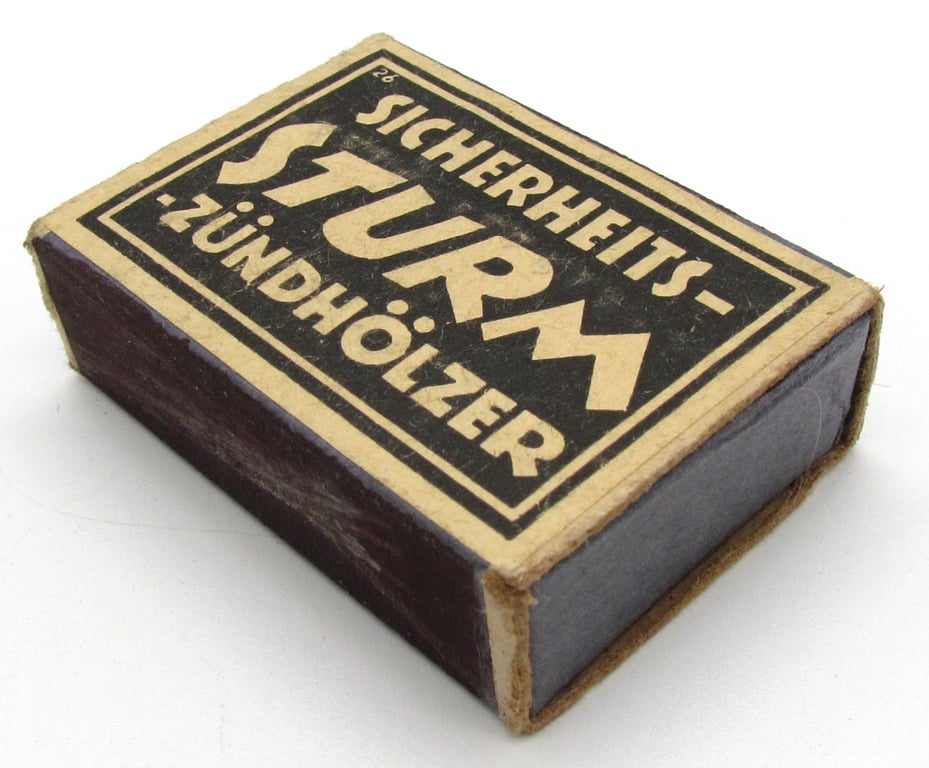 26
SICHERHEITS-
STURM
-ZÜNDHÖLZER